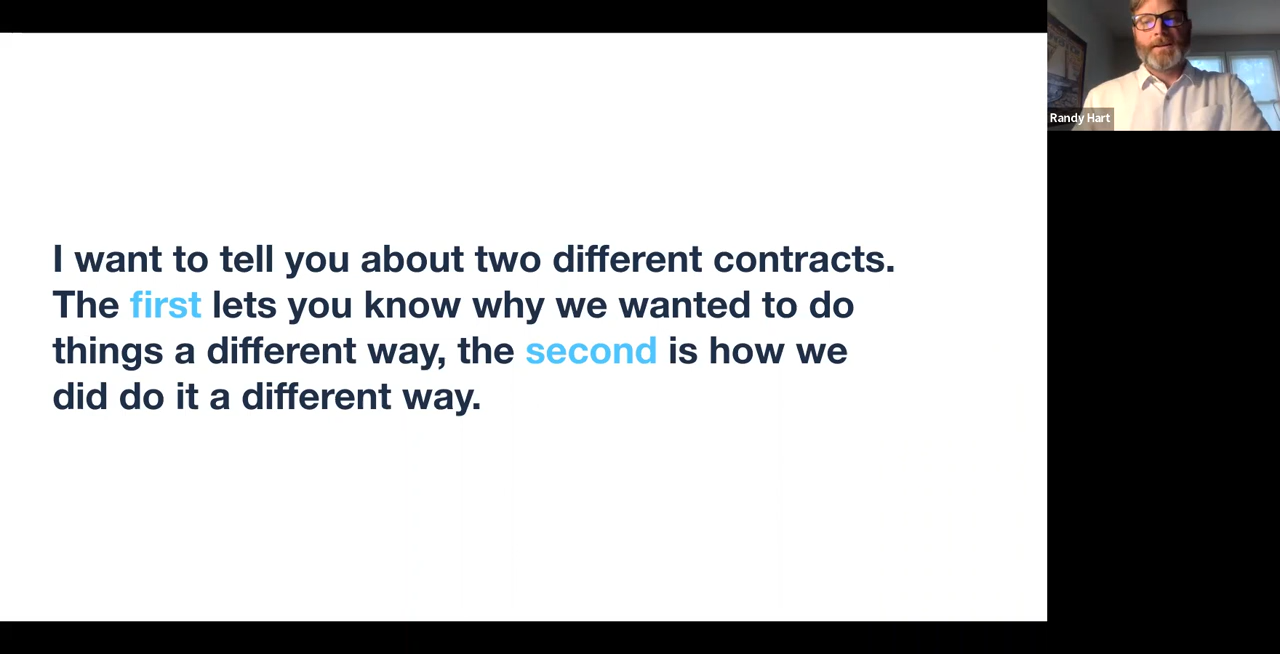 I want to tell you about two different contracts.
The first lets you know why we wanted to do
things a different way, the second is how we
did do it a different way.
Randy Hart